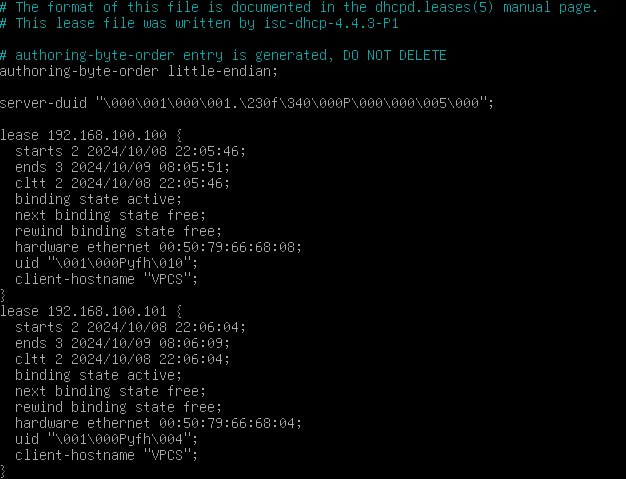 # The format of this file is documented in the dhcpd.leases(5) manual page.
# This lease file was written by isc-dhcp-4.4.3-P1

# authoring-byte-order entry is generated, DO NOT DELETE
authoring-byte-order little-endian;

server-duid "\000\001\000\001.\230f\340\000P\000\000\005\000";

lease 192.168.100.100 {
  starts 2 2024/10/08 22:05:46;
  ends 3 2024/10/09 08:05:51;
  cltt 2 2024/10/08 22:05:46;
  binding state active;
  next binding state free;
  rewind binding state free;
  hardware ethernet 00:50:79:66:68:08;
  uid "\001\000Pyfh\010";
  client-hostname "VPCS";
}
lease 192.168.100.101 {
  starts 2 2024/10/08 22:06:04;
  ends 3 2024/10/09 08:06:09;
  cltt 2 2024/10/08 22:06:04;
  binding state active;
  next binding state free;
  rewind binding state free;
  hardware ethernet 00:50:79:66:68:04;
  uid "\001\000Pyfh\004";
  client-hostname "VPCS";
}